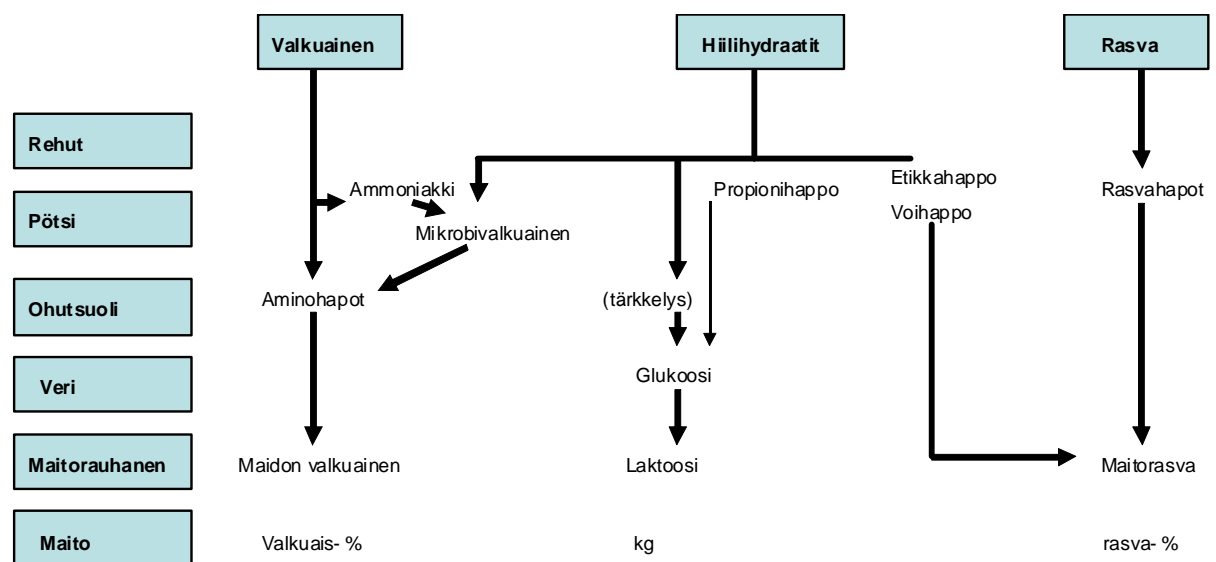 Valkuainen Hiilihydraatit Rasva
Rehut
Ammoniakki Propionihappo Etikkahappo Rasvahapot
Pötsi Voihappo
Mikrobivalkuainen
Ohutsuoli Aminohapot (tärkkelys)
Veri Glukoosi
Maitorauhanen Maidon valkuainen Laktoosi Maitorasva
Maito Valkuais- % kg rasva- %